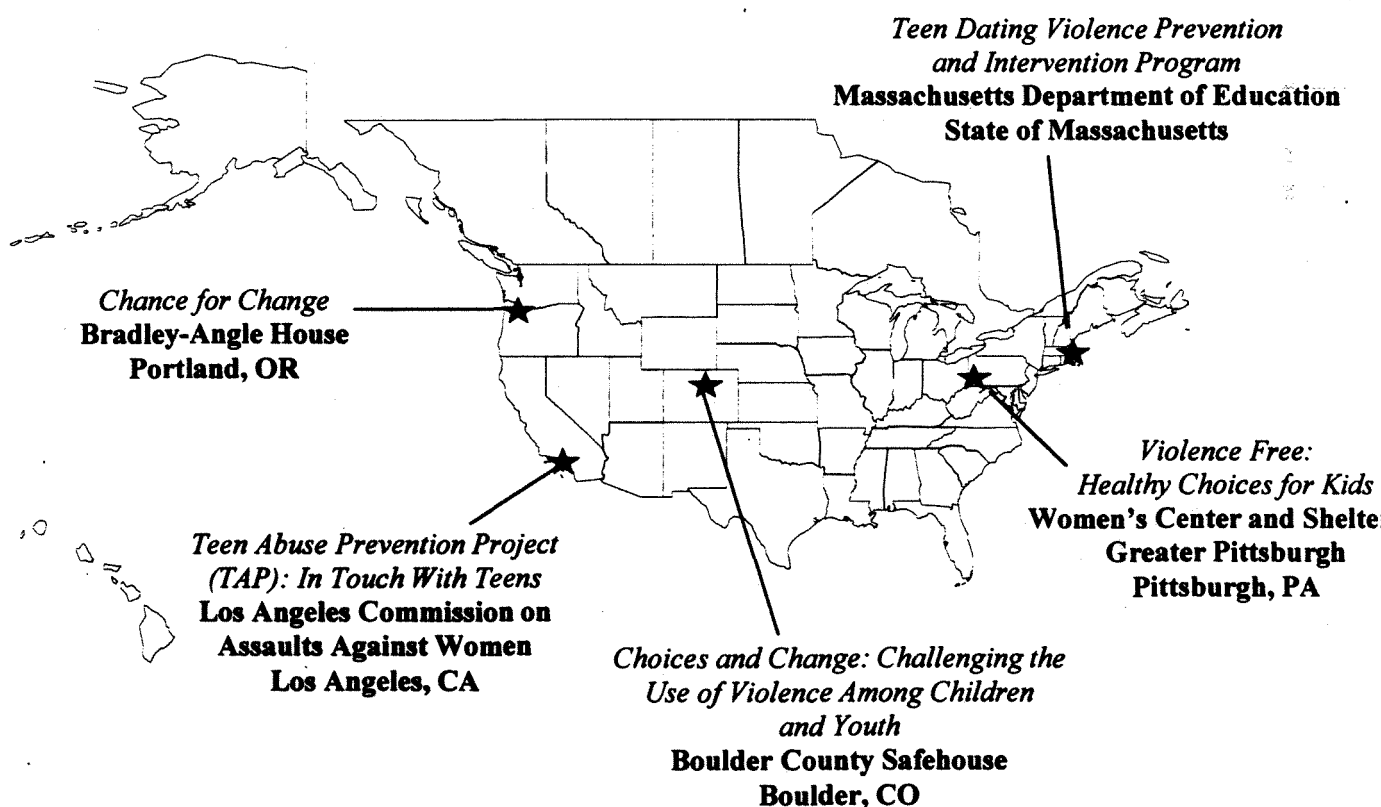 Teen Dating Violence Prevention
and Intervention Program
Massachusetts Department of Education
State of Massachusetts
Chance for Change
Bradley-Angle House
Portland, OR
Violence Free:
Healthy Choices for Kids
Women's Center and Shelte
Greater Pittsburgh
Pittsburgh, PA
Teen Abuse Prevention Project
(TAP): In Touch With Teens
Los Angeles Commission on
Assaults Against Women
Los Angeles, CA
Choices and Change: Challenging the
Use of Violence Among Children
and Youth
Boulder County Safehouse
Boulder, CO